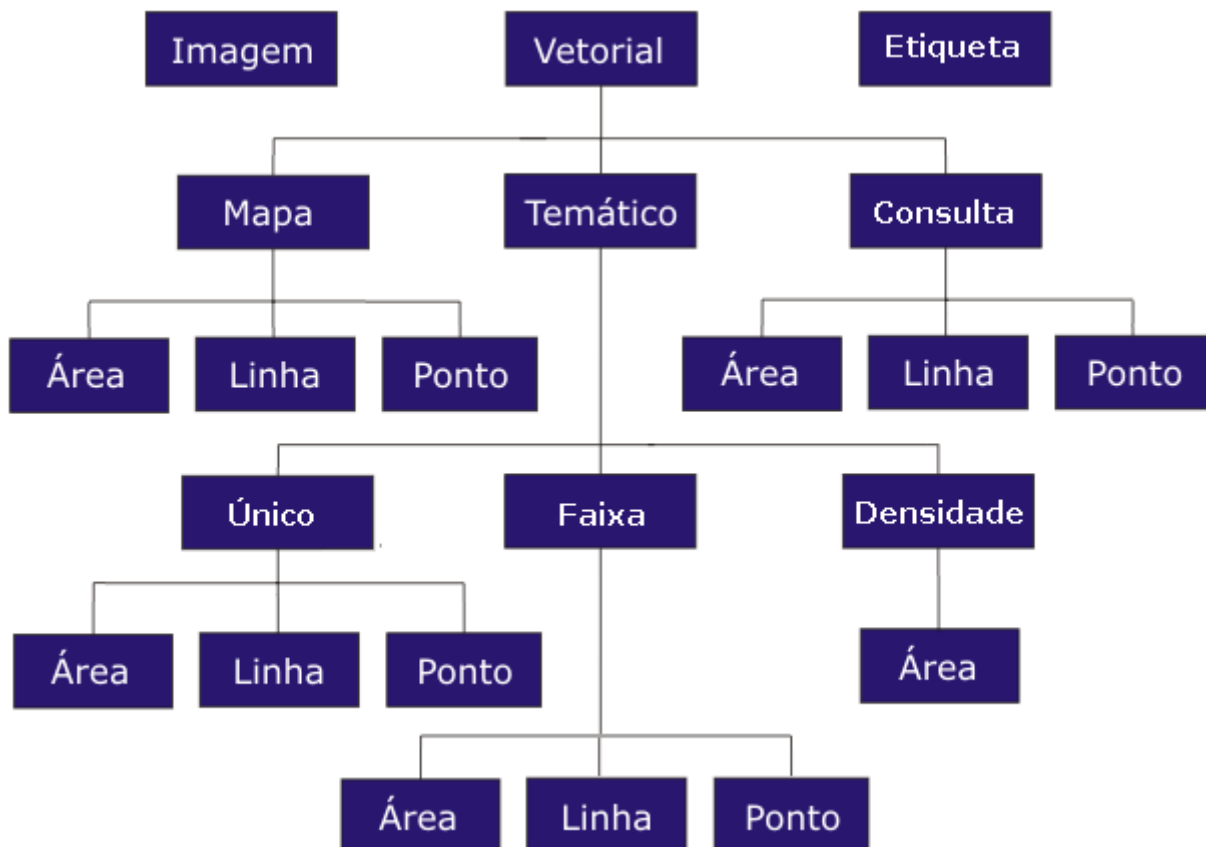 Imagem
Vetorial
Etiqueta
Mapa
Temático
Consulta
Área
Linha
Ponto
Área
Linha
Ponto
Único
Faixa
Densidade
Área
Linha
Ponto
Área
Área
Linha
Ponto